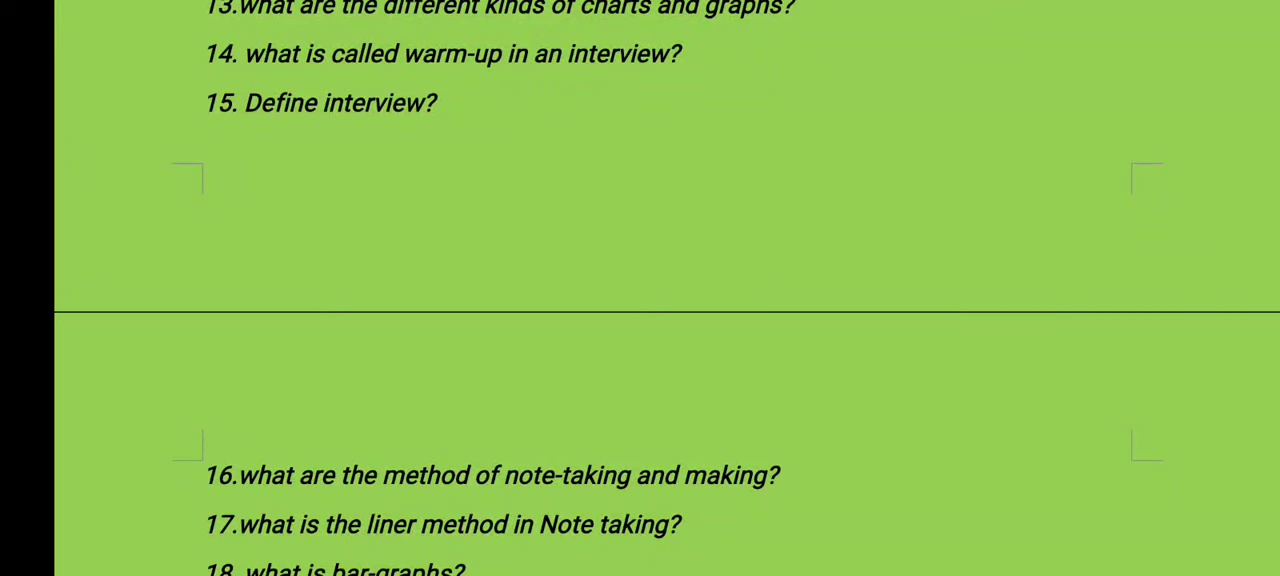 13.what are the different kinds of charts and graphs?
14. what is called warm-up in an interview?
15. Define interview?
16.what are the method of note-taking and making?
17.what is the liner method in Note taking?
18. what is bar-graphs?